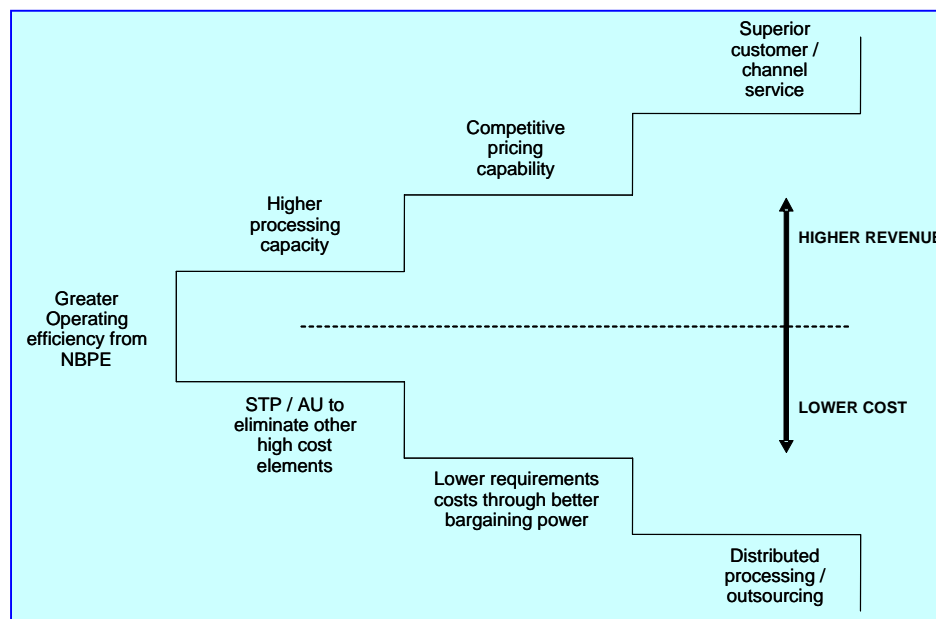 Superior
customer /
channel
service
Competitive
pricing
capability
Higher
processing
capacity
HIGHER REVENUE
Greater
Operating
efficiency from
NBPE
STP / AU to
eliminate other
high cost
elements
LOWER COST
Lower requirements
costs through better
bargaining power
Distributed
processing /
outsourcing